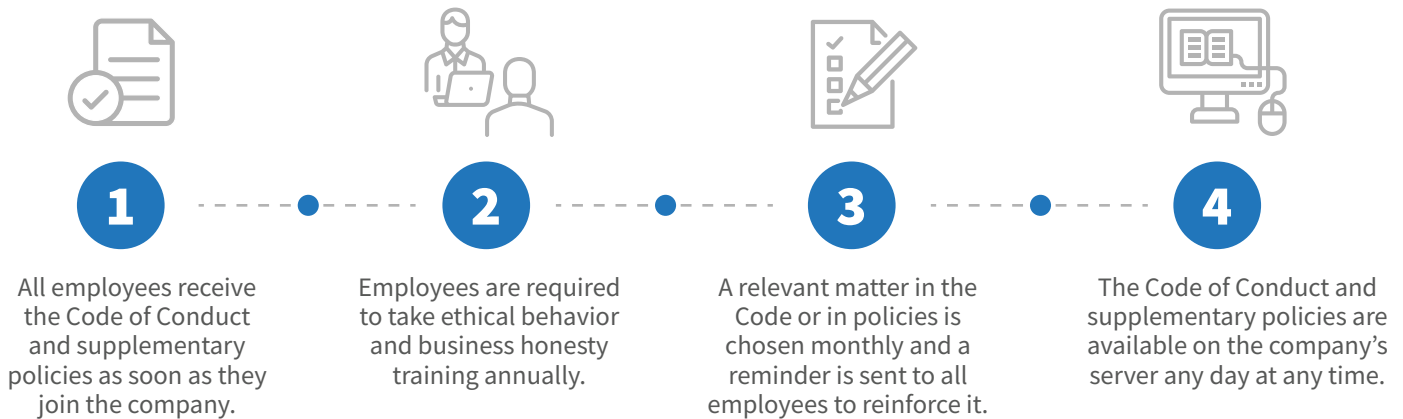 1
All employees receive
the Code of Conduct
and supplementary
policies as soon as they
join the company.
2
Employees are required
to take ethical behavior
and business honesty
training annually.
3
A relevant matter in the
Code or in policies is
chosen monthly and a
reminder is sent to all
employees to reinforce it.
4
The Code of Conduct and
supplementary policies are
available on the company’s
server any day at any time.